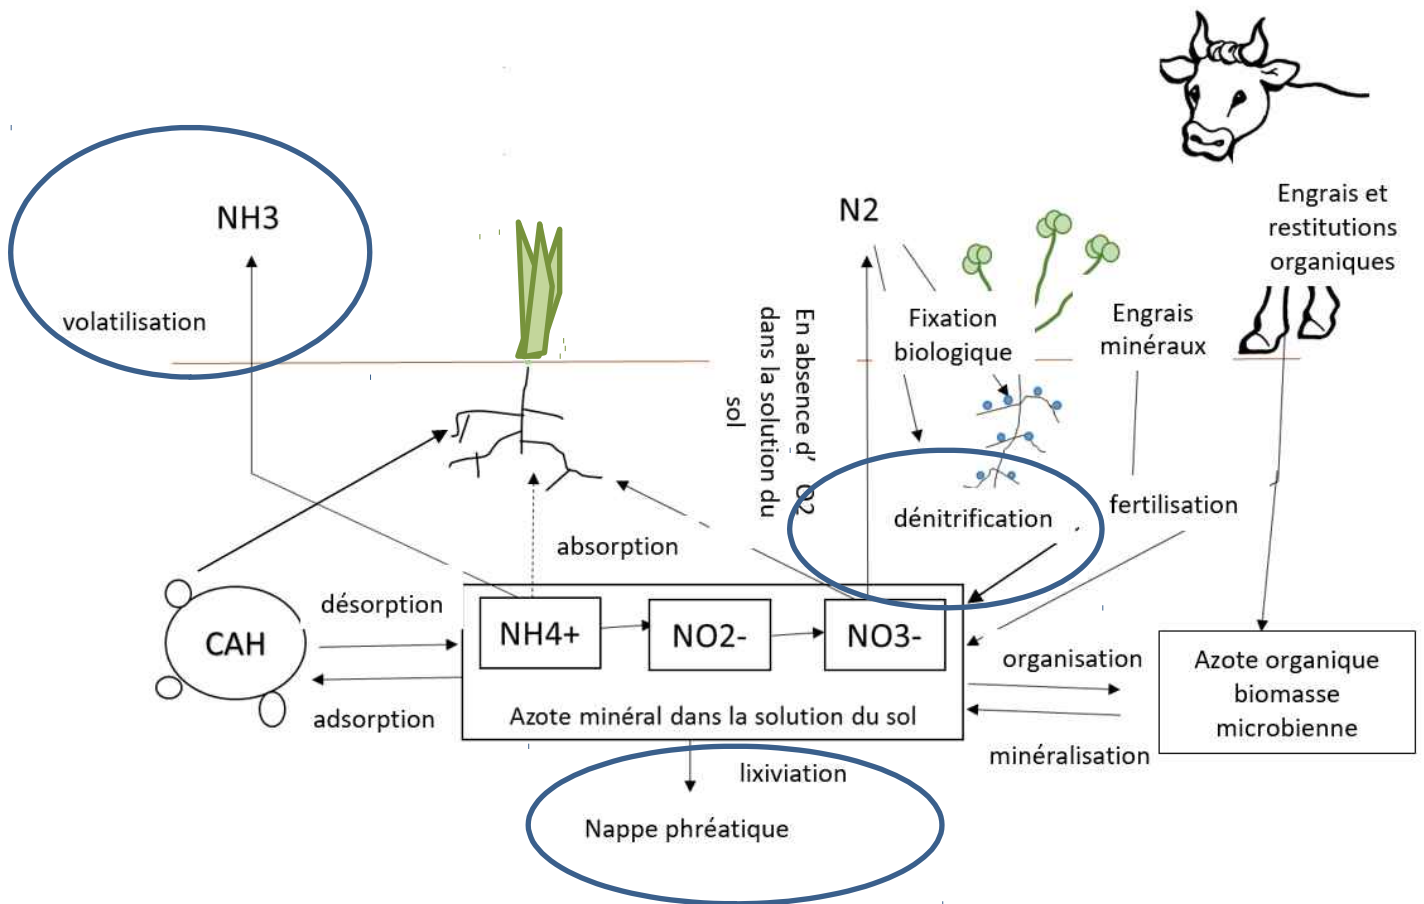 NH3
N2
Engrais et
restitutions
organiques
volatilisation
En absence d' O2
dans la solution du
sol
Fixation
biologique
Engrais
minéraux
dénitrification
fertilisation
absorption
désorption
CAH
NH4+
NO2-
NO3-
organisation
Azote organique
biomasse
microbienne
adsorption
Azote minéral dans la solution du sol
minéralisation
lixiviation
Nappe phréatique